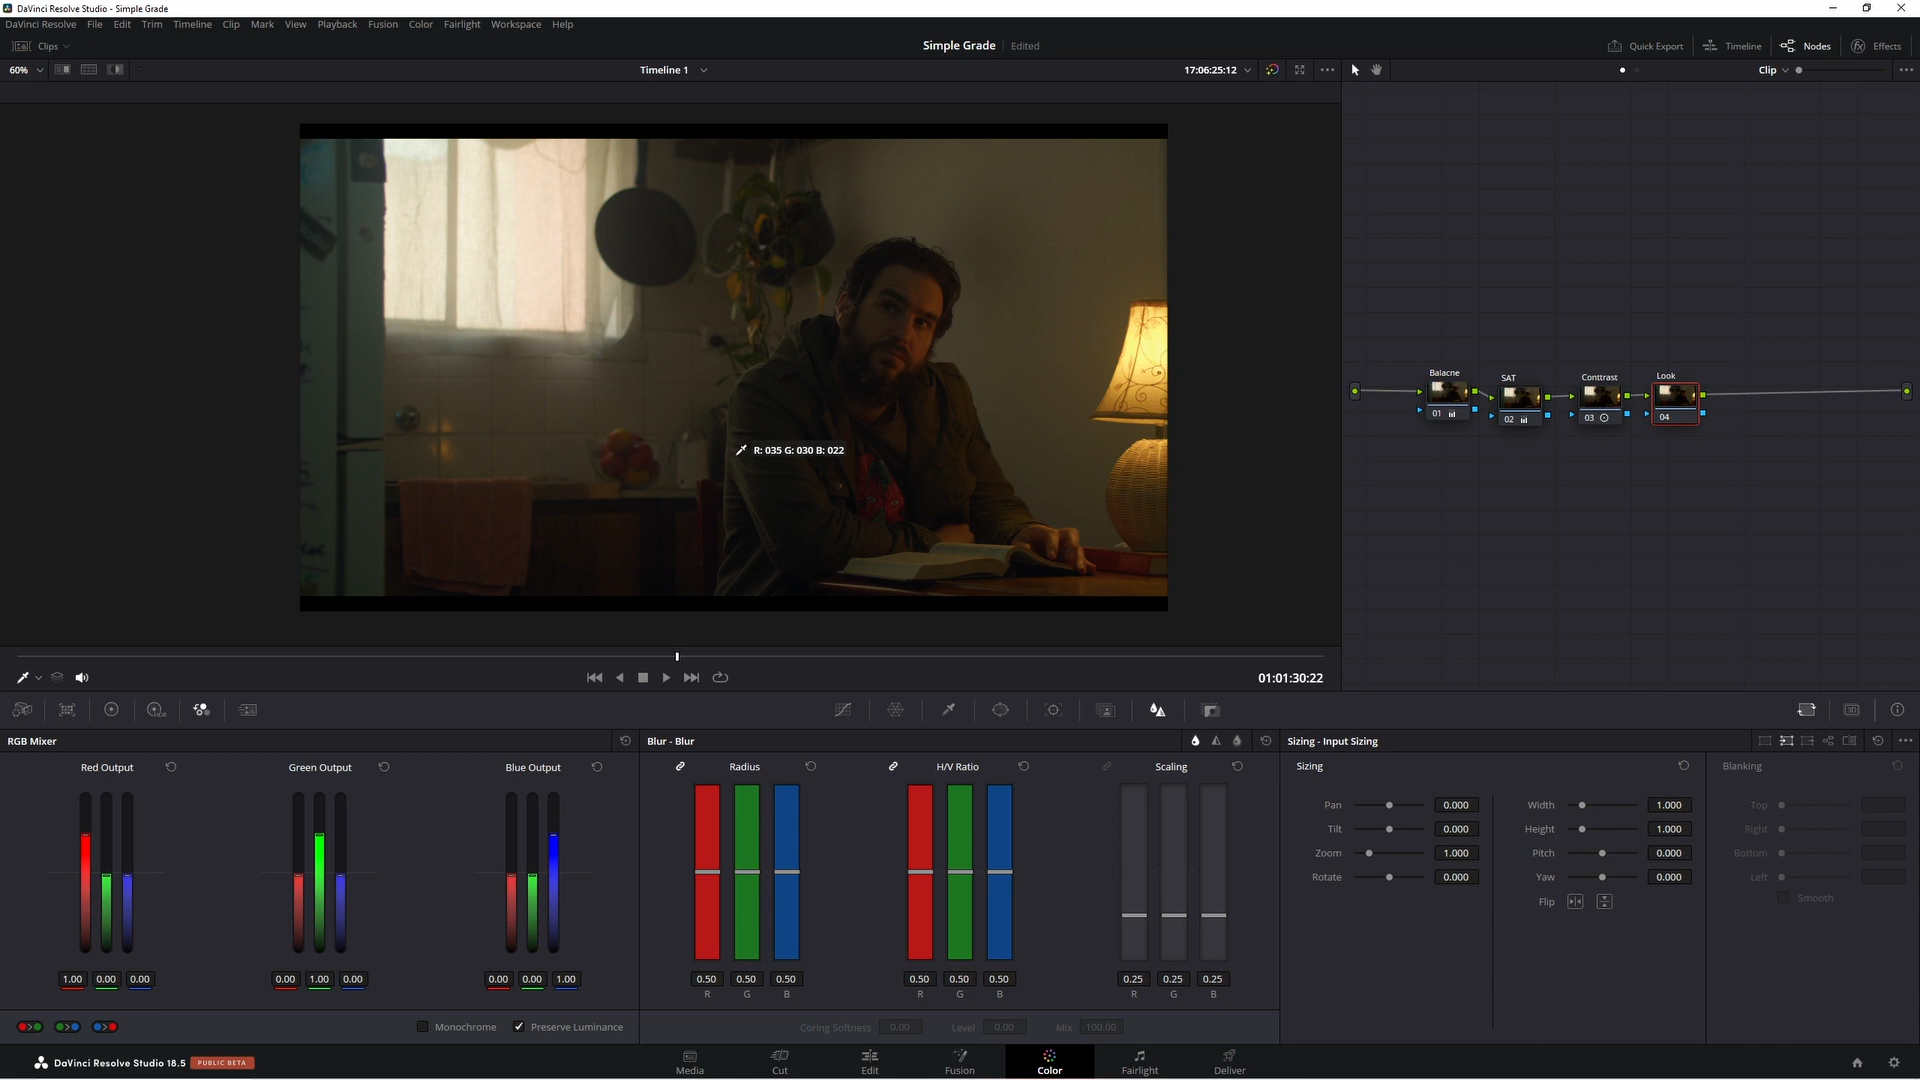 DaVinci Resolve Studio - Simple Grade
DaVinci Resolve File Edit Trim Timeline Clip Mark View Playback Fusion Color Fairlight Workspace Help
Clips Simple Grade Edited Quick Export Timeline Nodes Effects
60% Timeline 1 17:06:25:12 Clip
Balacne SAT Conttrast Look
01 02 03 04
R: 035 G: 030 B: 022
01:01:30:22
HDR
3D
RGB Mixer Blur - Blur Sizing - Input Sizing
Red Output Green Output Blue Output Radius H/V Ratio Scaling Sizing Blanking
Pan 0.000 Width 1.000 Top
Tilt 0.000 Height 1.000 Right
Zoom 1.000 Pitch 0.000 Bottom
Rotate 0.000 Yaw 0.000 Left
Flip Smooth
1.00 0.00 0.00 0.00 1.00 0.00 0.00 0.00 1.00 0.50 0.50 0.50 0.50 0.50 0.50 0.25 0.25 0.25
R G B R G B R G B
Monochrome Preserve Luminance Coring Softness 0.00 Level 0.00 Mix 100.00
DaVinci Resolve Studio 18.5 PUBLIC BETA Media Cut Edit Fusion Color Fairlight Deliver